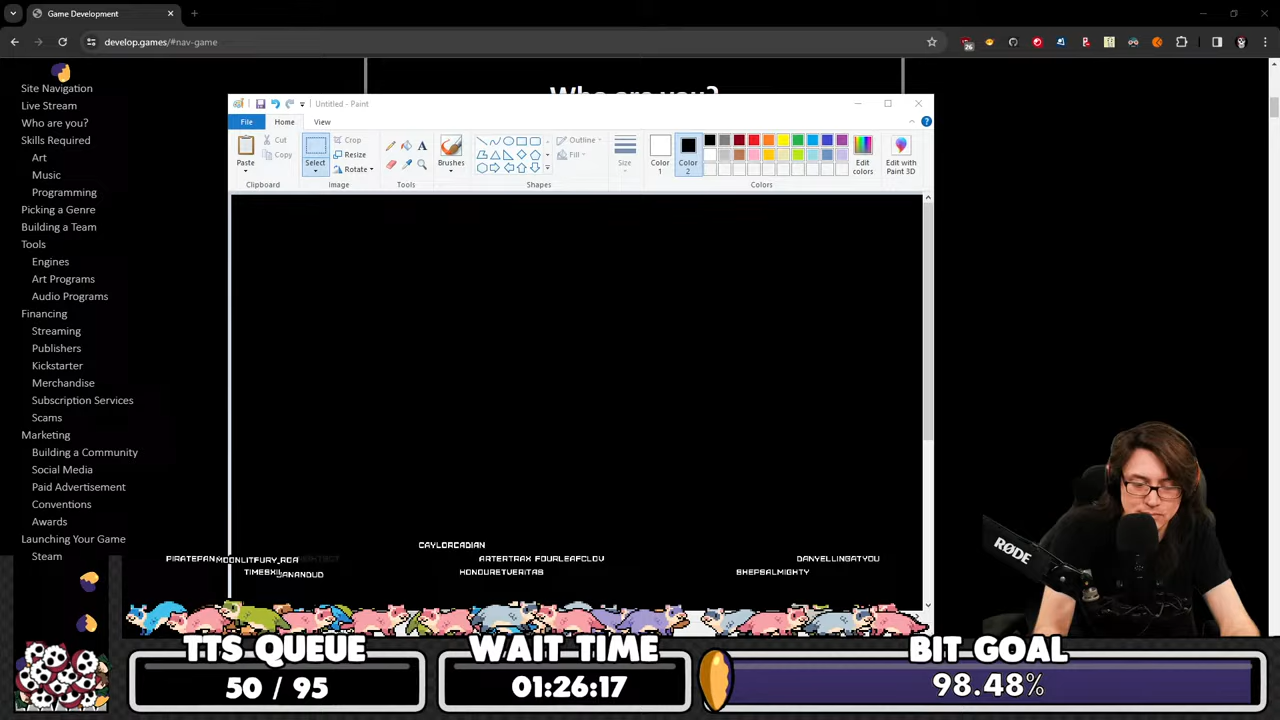 Game Development
develop.games/#nav-game
26
Who are you?
Site Navigation
Live Stream
Who are you?
Skills Required
Art
Music
Programming
Picking a Genre
Building a Team
Tools
Engines
Art Programs
Audio Programs
Financing
Streaming
Publishers
Kickstarter
Merchandise
Subscription Services
Scams
Marketing
Building a Community
Social Media
Paid Advertisement
Conventions
Awards
Launching Your Game
Steam
Untitled - Paint
File Home View
Paste
Cut
Copy
Clipboard
Select
Crop
Resize
Rotate
Image
A
Tools
Brushes
Outline
Fill
Shapes
Size
Color 1
Color 2
Edit colors
Colors
Edit with Paint 3D
CAYLORCADIAN
ARTERTRAX FOURLEAFCLOV
DANYELLINGATYOU
HONOURETVERITAS
SHEPSALMIGHTY
RØDE
TTS QUEUE
50 / 95
WAIT TIME
01:26:17
BIT GOAL
98.48%